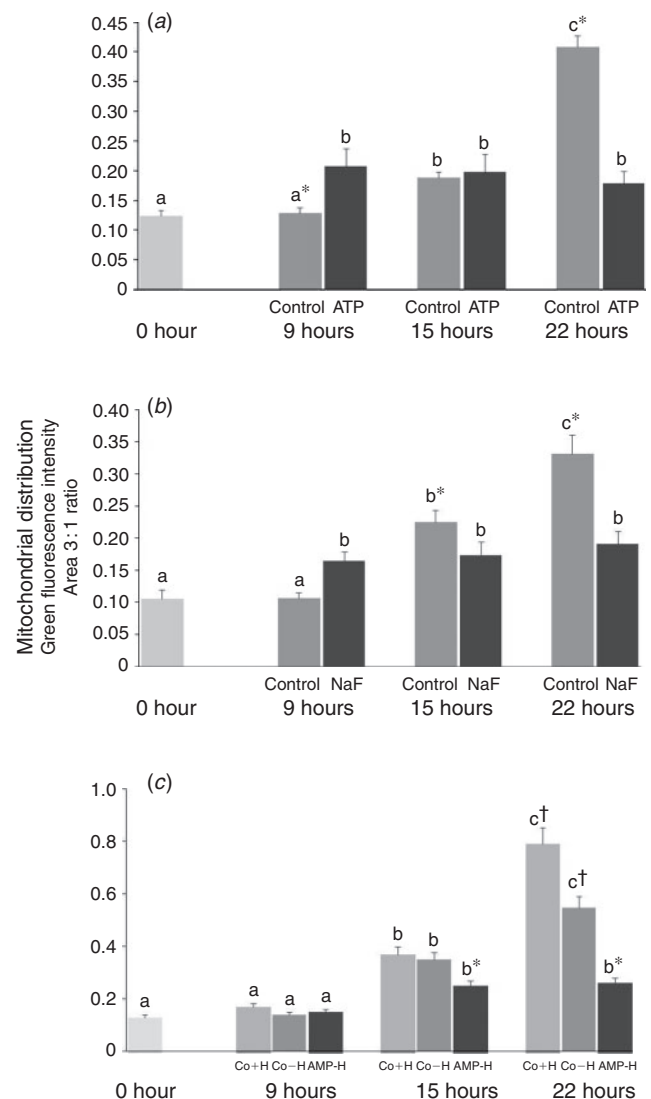 (a)
0.45
0.40
0.35
0.30
0.25
0.20
0.15
0.10
0.05
0
a
a*
b
b
b
c*
b
Control ATP Control ATP Control ATP
0 hour 9 hours 15 hours 22 hours
Mitochondrial distribution
Green fluorescence intensity
Area 3 : 1 ratio
(b)
0.40
0.35
0.30
0.25
0.20
0.15
0.10
0.05
0
a
a
b
b*
b
c*
b
Control NaF Control NaF Control NaF
0 hour 9 hours 15 hours 22 hours
(c)
1.0
0.8
0.6
0.4
0.2
0
a
a
a
a
b
b
b*
c†
c†
b*
Co+H Co−H AMP-H Co+H Co−H AMP-H Co+H Co−H AMP-H
0 hour 9 hours 15 hours 22 hours